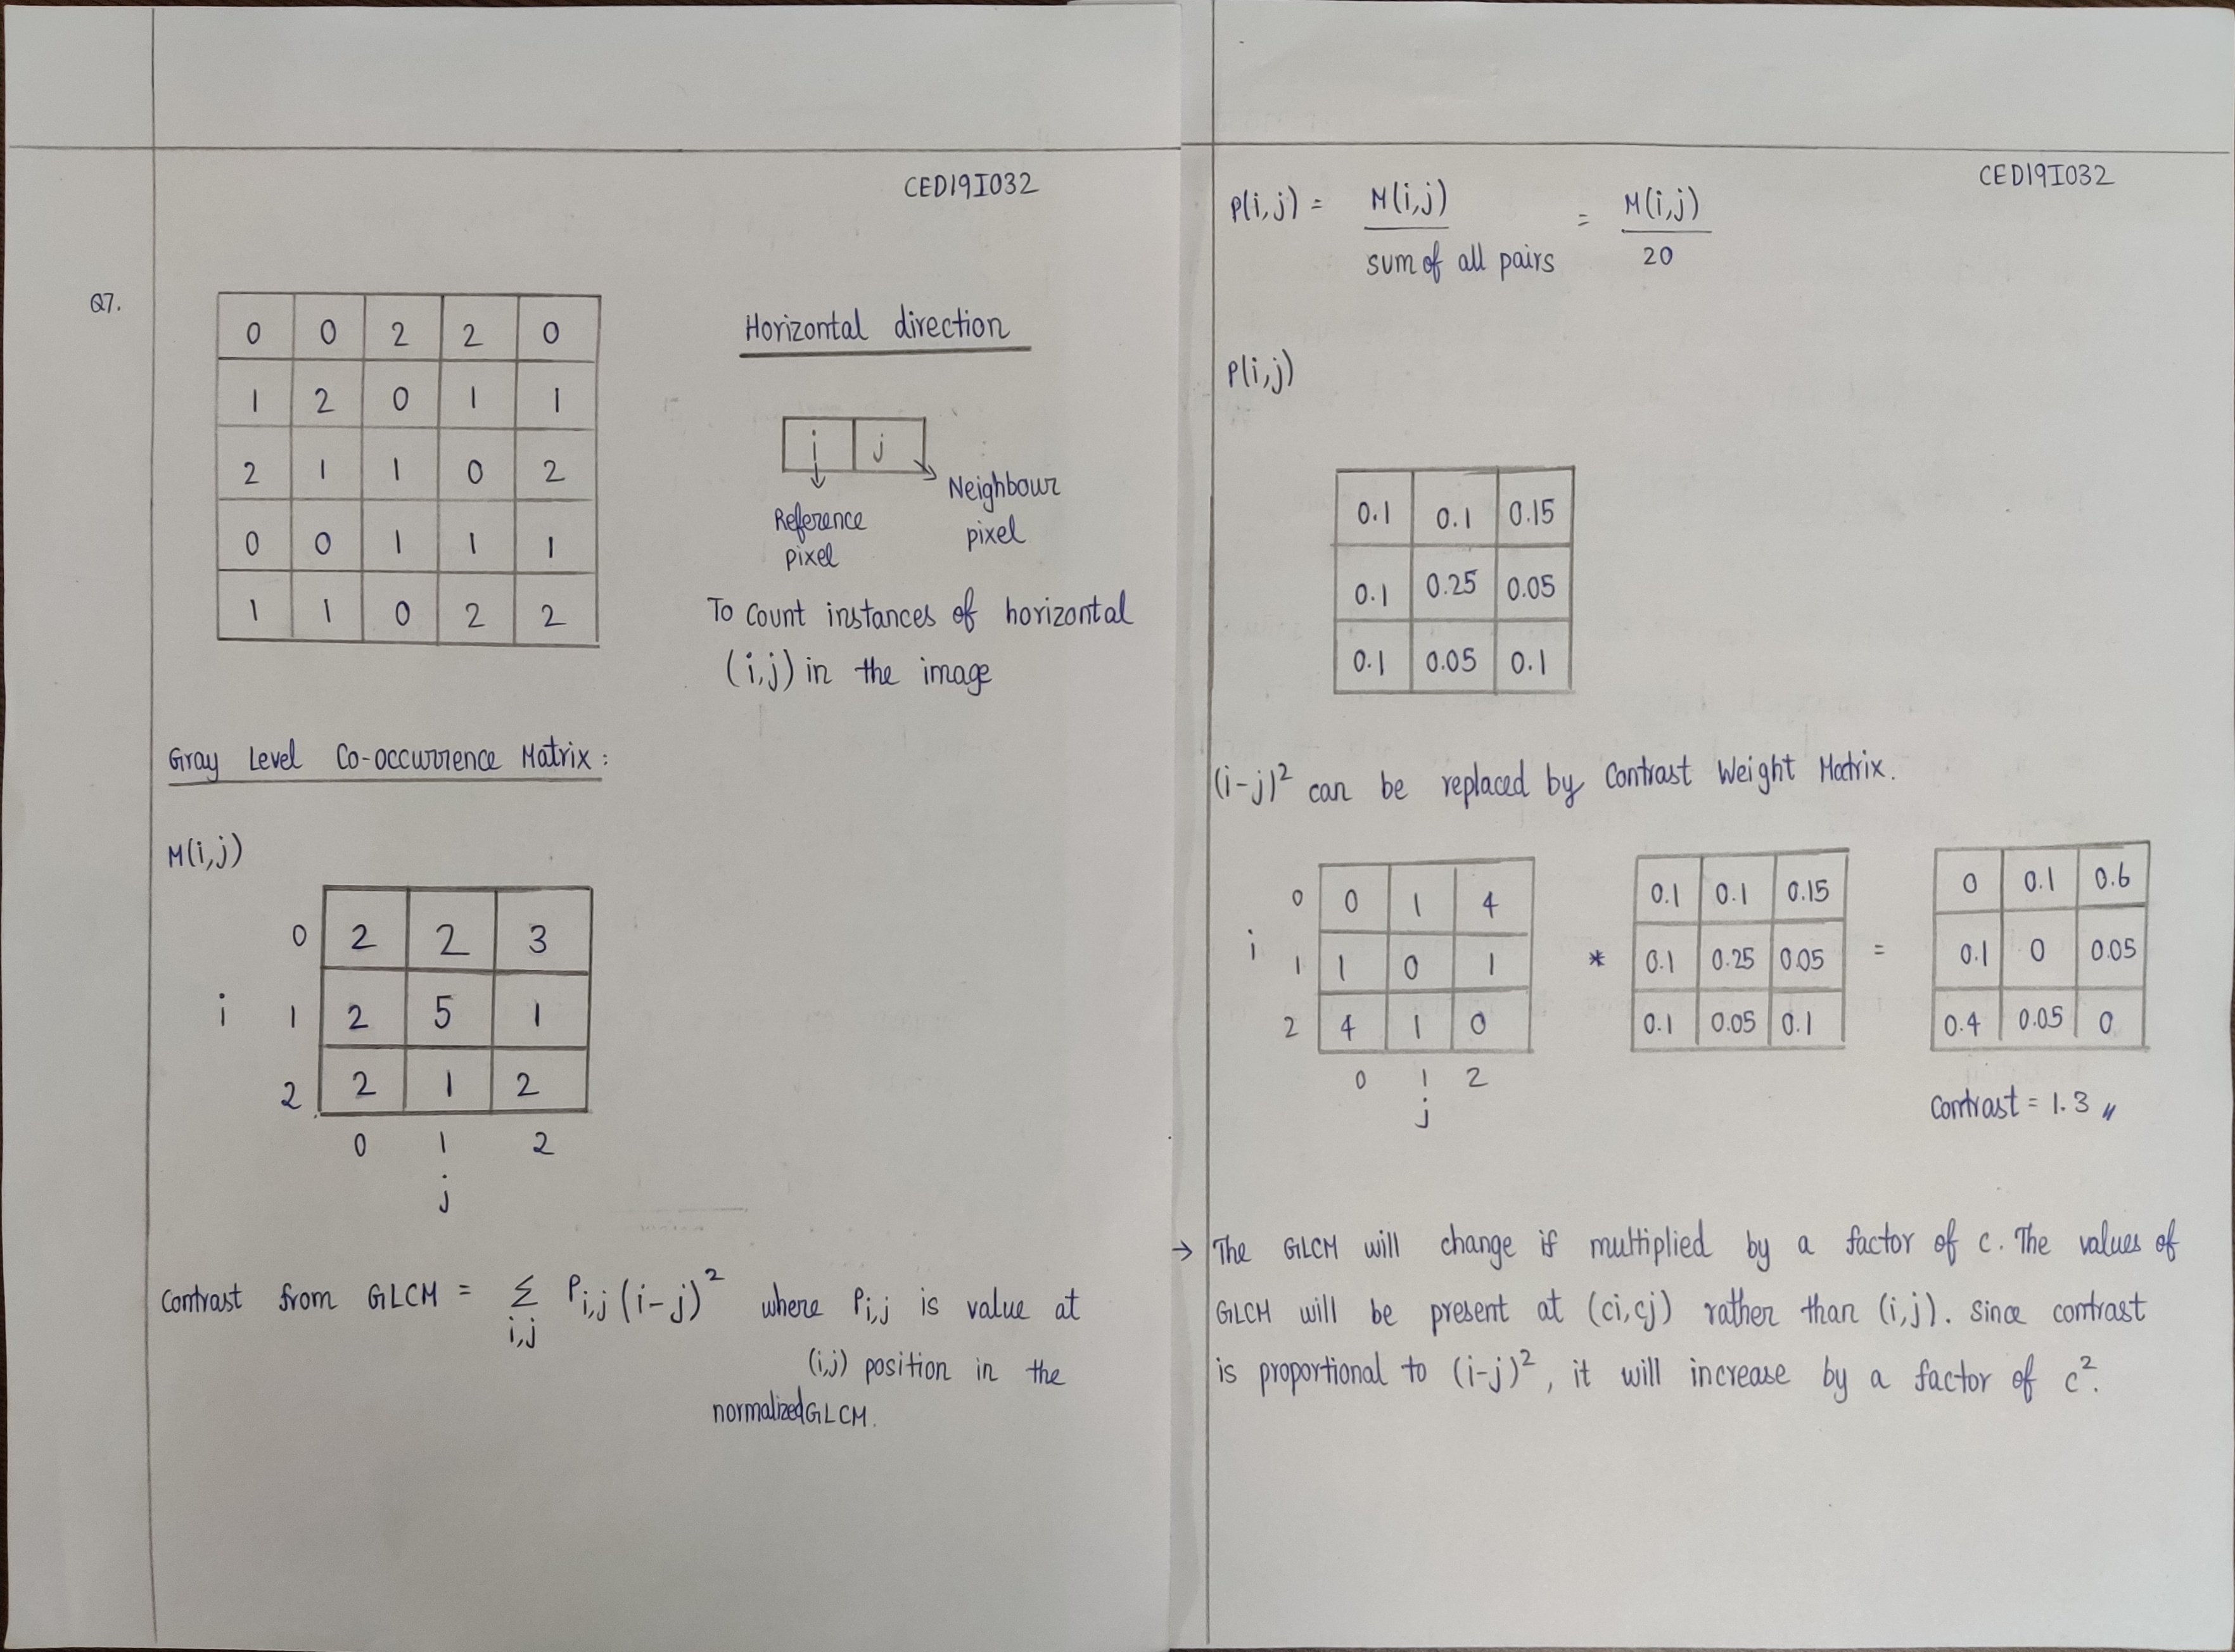 CED19I032
Q7.
0 0 2 2 0
1 2 0 1 1
2 1 1 0 2
0 0 1 1 1
1 1 0 2 2
Horizontal direction
i j
Reference pixel
Neighbour pixel
To count instances of horizontal
(i,j) in the image
Gray Level Co-occurrence Matrix :
M(i,j)
0 2 2 3
i 1 2 5 1
2 2 1 2
0 1 2
j
Contrast from GLCM = Σ i,j P i,j (i-j)² where P i,j is value at
(i,j) position in the
normalized GLCM.
CED19I032
P(i,j) = M(i,j) / sum of all pairs = M(i,j) / 20
P(i,j)
0.1 0.1 0.15
0.1 0.25 0.05
0.1 0.05 0.1
(i-j)² can be replaced by Contrast Weight Matrix.
0 0 1 4 0.1 0.1 0.15 0 0.1 0.6
i 1 1 0 1 * 0.1 0.25 0.05 = 0.1 0 0.05
2 4 1 0 0.1 0.05 0.1 0.4 0.05 0
0 1 2
j
Contrast = 1.3 "
→ The GLCM will change if multiplied by a factor of c. The values of
GLCM will be present at (ci,cj) rather than (i,j). Since contrast
is proportional to (i-j)², it will increase by a factor of c².